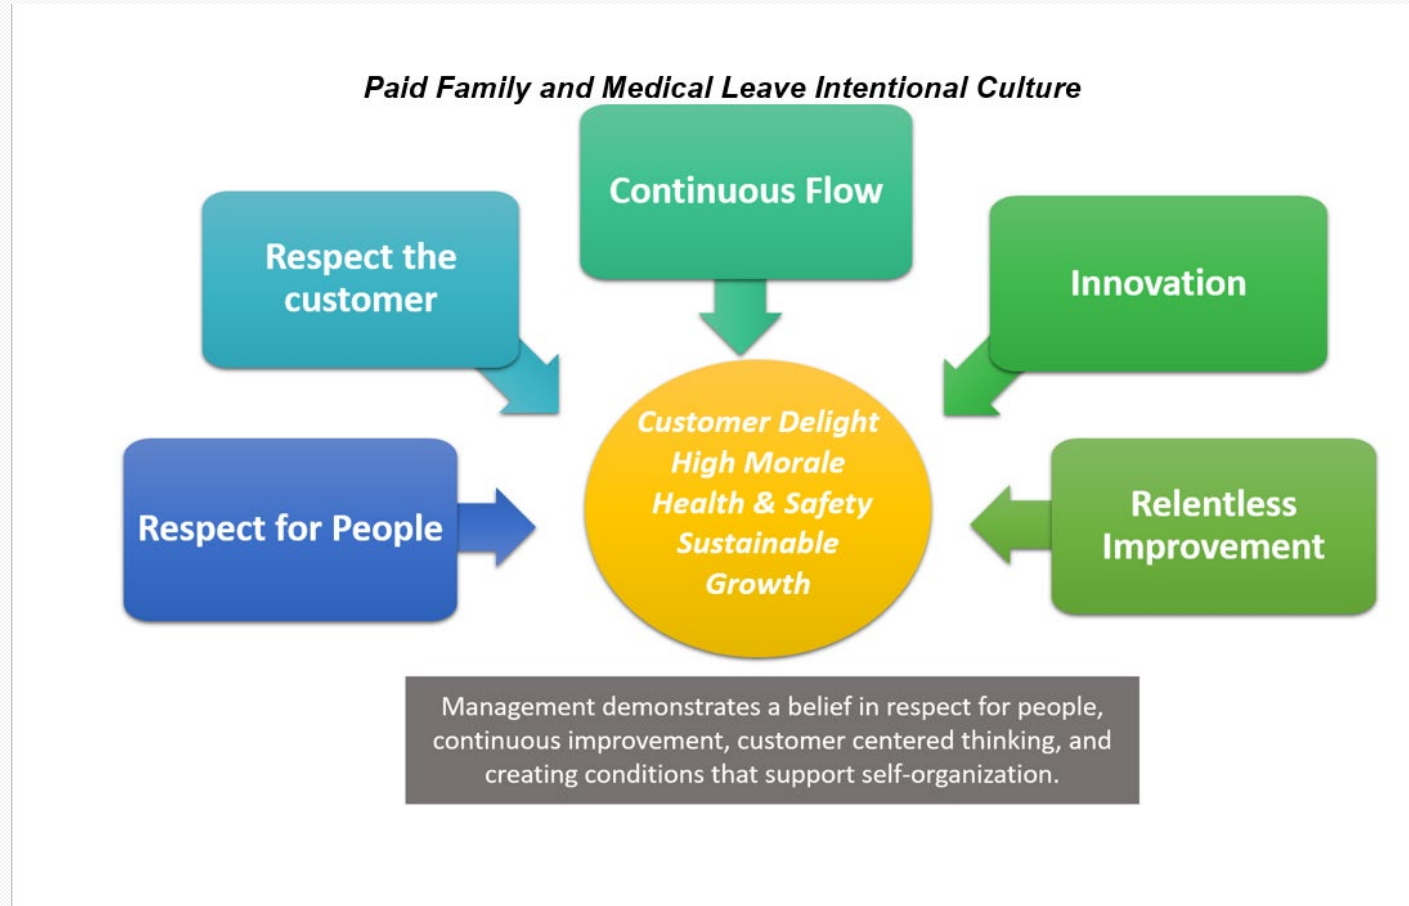 Paid Family and Medical Leave Intentional Culture
Continuous Flow
Respect the
customer
Innovation
Respect for People
Relentless
Improvement
Customer Delight
High Morale
Health & Safety
Sustainable
Growth
Management demonstrates a belief in respect for people,
continuous improvement, customer centered thinking, and
creating conditions that support self-organization.